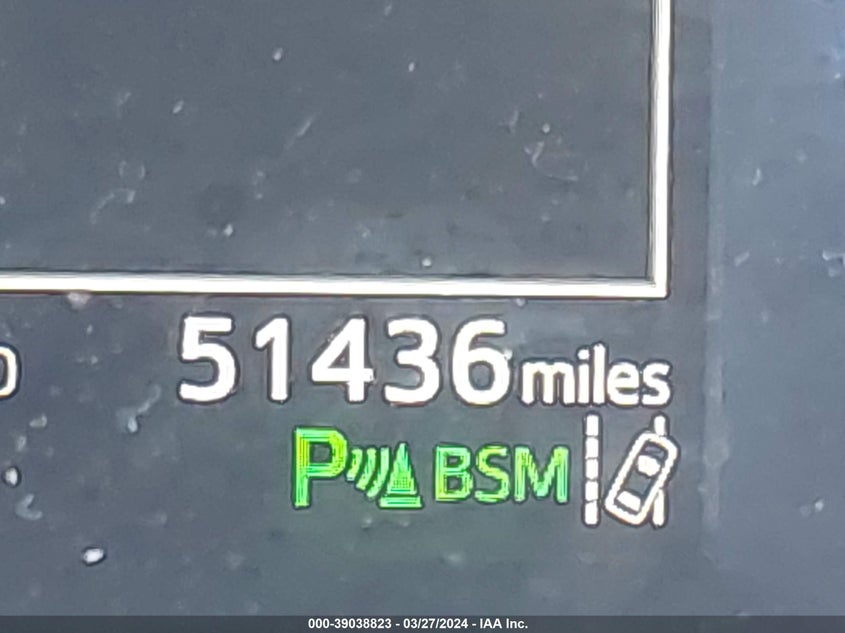 51436 miles
P BSM
000-39038823 - 03/27/2024 - IAA Inc.